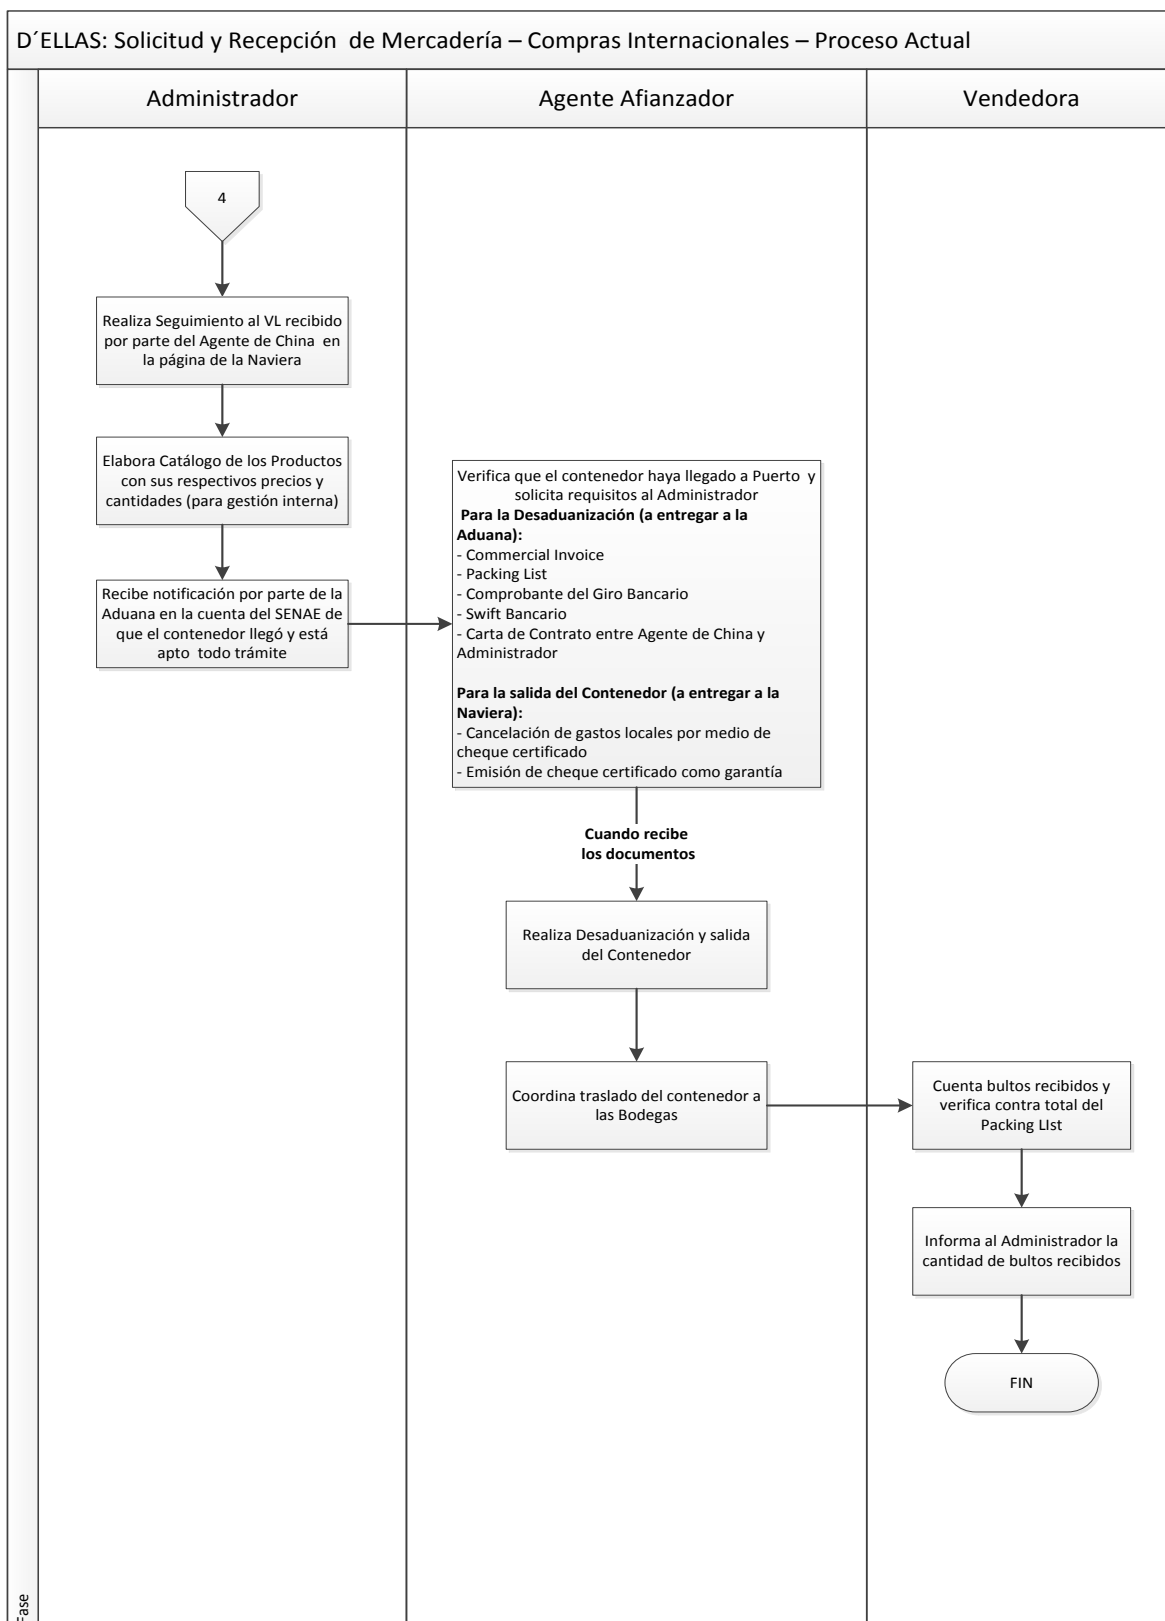 D´ELLAS: Solicitud y Recepción  de Mercadería – Compras Internacionales – Proceso Actual
Administrador
Agente Afianzador
Vendedora
4
Realiza Seguimiento al VL recibido
por parte del Agente de China  en
la página de la Naviera
Elabora Catálogo de los Productos
con sus respectivos precios y
cantidades (para gestión interna)
Recibe notificación por parte de la
Aduana en la cuenta del SENAE de
que el contenedor llegó y está
apto  todo trámite
Verifica que el contenedor haya llegado a Puerto  y
solicita requisitos al Administrador
Para la Desaduanización (a entregar a la
Aduana):
- Commercial Invoice
- Packing List
- Comprobante del Giro Bancario
- Swift Bancario
- Carta de Contrato entre Agente de China y
Administrador
Para la salida del Contenedor (a entregar a la
Naviera):
- Cancelación de gastos locales por medio de
cheque certificado
- Emisión de cheque certificado como garantía
Cuando recibe
los documentos
Realiza Desaduanización y salida
del Contenedor
Coordina traslado del contenedor a
las Bodegas
Cuenta bultos recibidos y
verifica contra total del
Packing LIst
Informa al Administrador la
cantidad de bultos recibidos
FIN
Fase